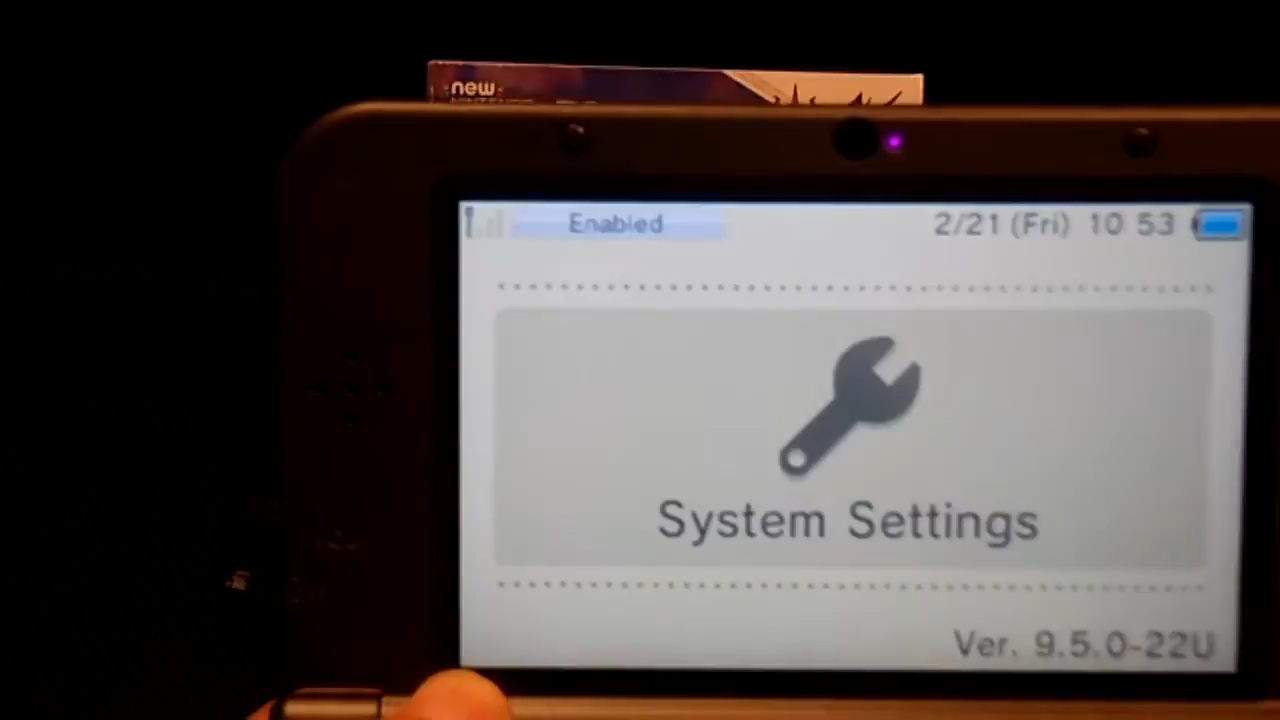 new
Enabled
2/21 (Fri) 10 53
System Settings
Ver. 9.5.0-22U